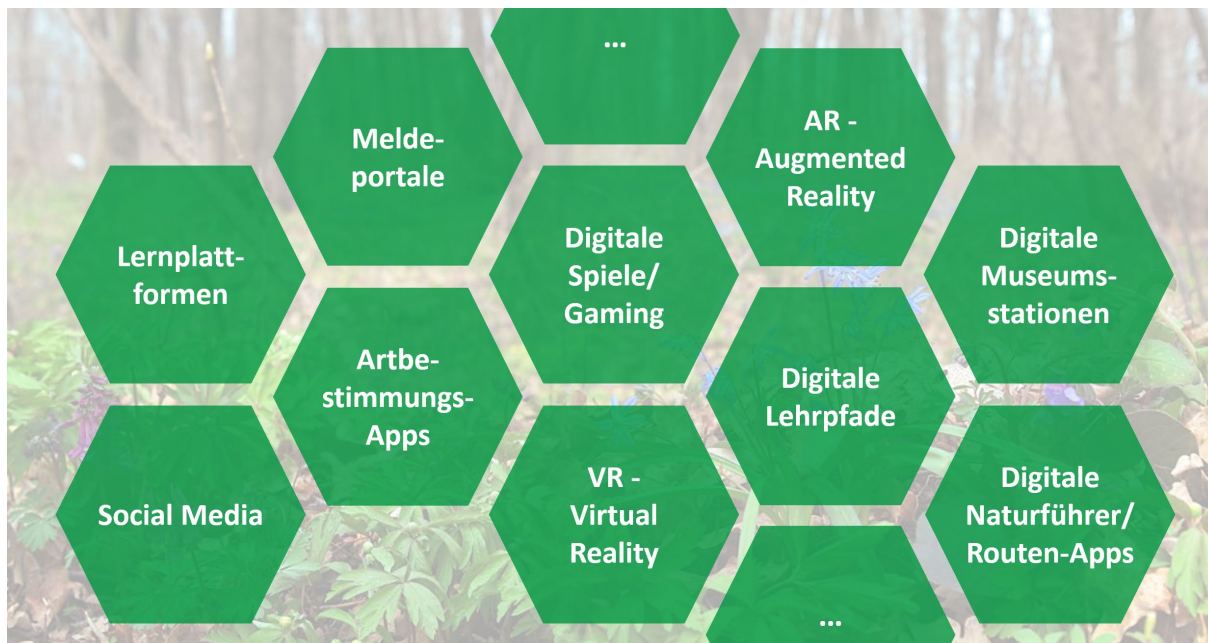 ...
Melde-
portale
AR -
Augmented
Reality
Lernplatt-
formen
Digitale
Spiele/
Gaming
Digitale
Museums-
stationen
Artbe-
stimmungs-
Apps
Digitale
Lehrpfade
Social Media
VR -
Virtual
Reality
Digitale
Naturführer/
Routen-Apps
...